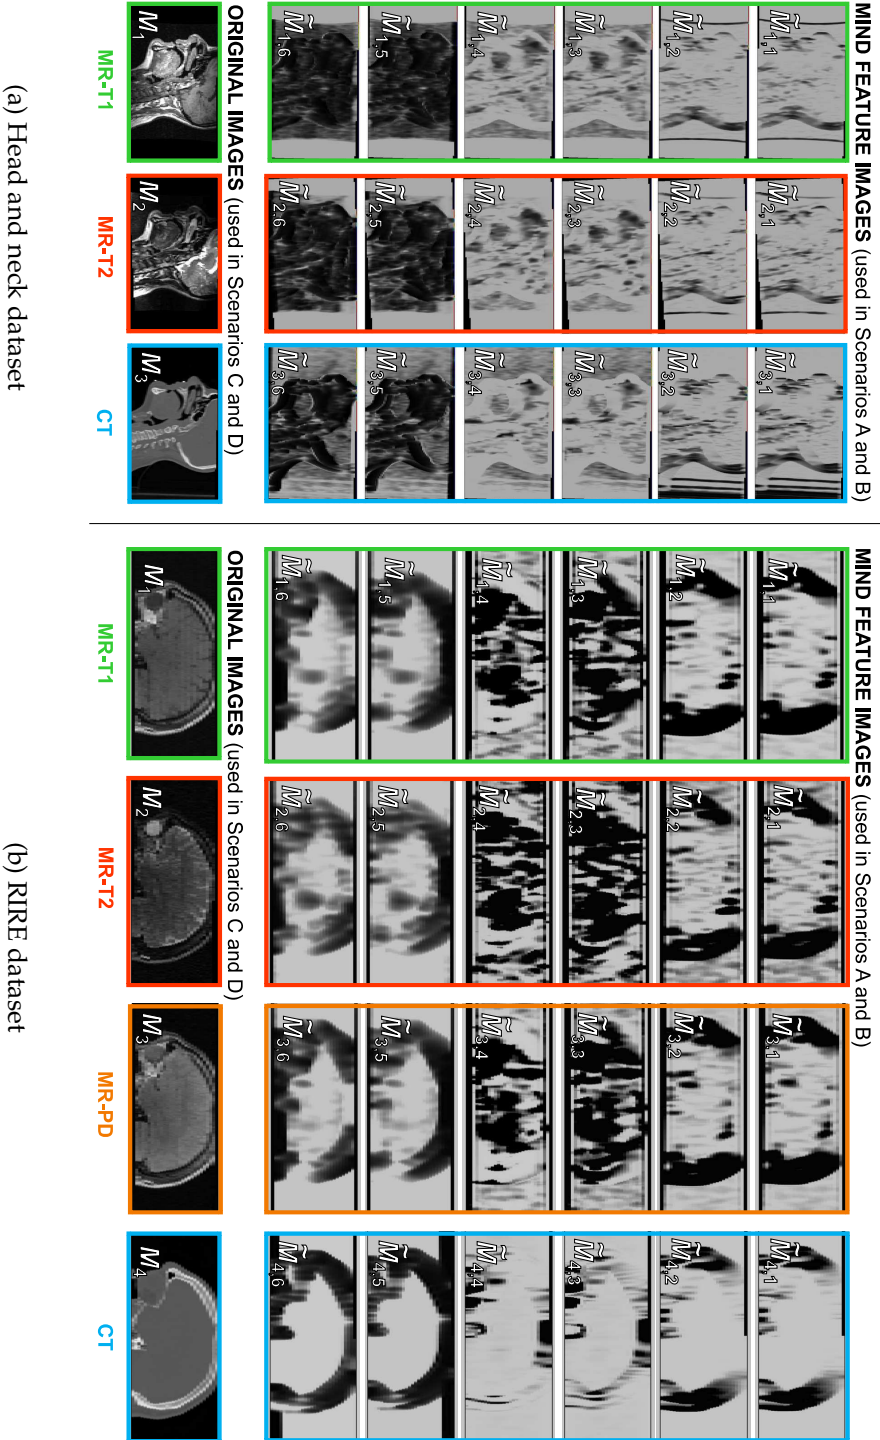 MIND FEATURE IMAGES (used in Scenarios A and B)
M̃1,1 M̃2,1 M̃3,1
M̃1,2 M̃2,2 M̃3,2
M̃1,3 M̃2,3 M̃3,3
M̃1,4 M̃2,4 M̃3,4
M̃1,5 M̃2,5 M̃3,5
M̃1,6 M̃2,6 M̃3,6
ORIGINAL IMAGES (used in Scenarios C and D)
M1 M2 M3
MR-T1 MR-T2 CT
(a) Head and neck dataset
MIND FEATURE IMAGES (used in Scenarios A and B)
M̃1,1 M̃2,1 M̃3,1 M̃4,1
M̃1,2 M̃2,2 M̃3,2 M̃4,2
M̃1,3 M̃2,3 M̃3,3 M̃4,3
M̃1,4 M̃2,4 M̃3,4 M̃4,4
M̃1,5 M̃2,5 M̃3,5 M̃4,5
M̃1,6 M̃2,6 M̃3,6 M̃4,6
ORIGINAL IMAGES (used in Scenarios C and D)
M1 M2 M3 M4
MR-T1 MR-T2 MR-PD CT
(b) RIRE dataset